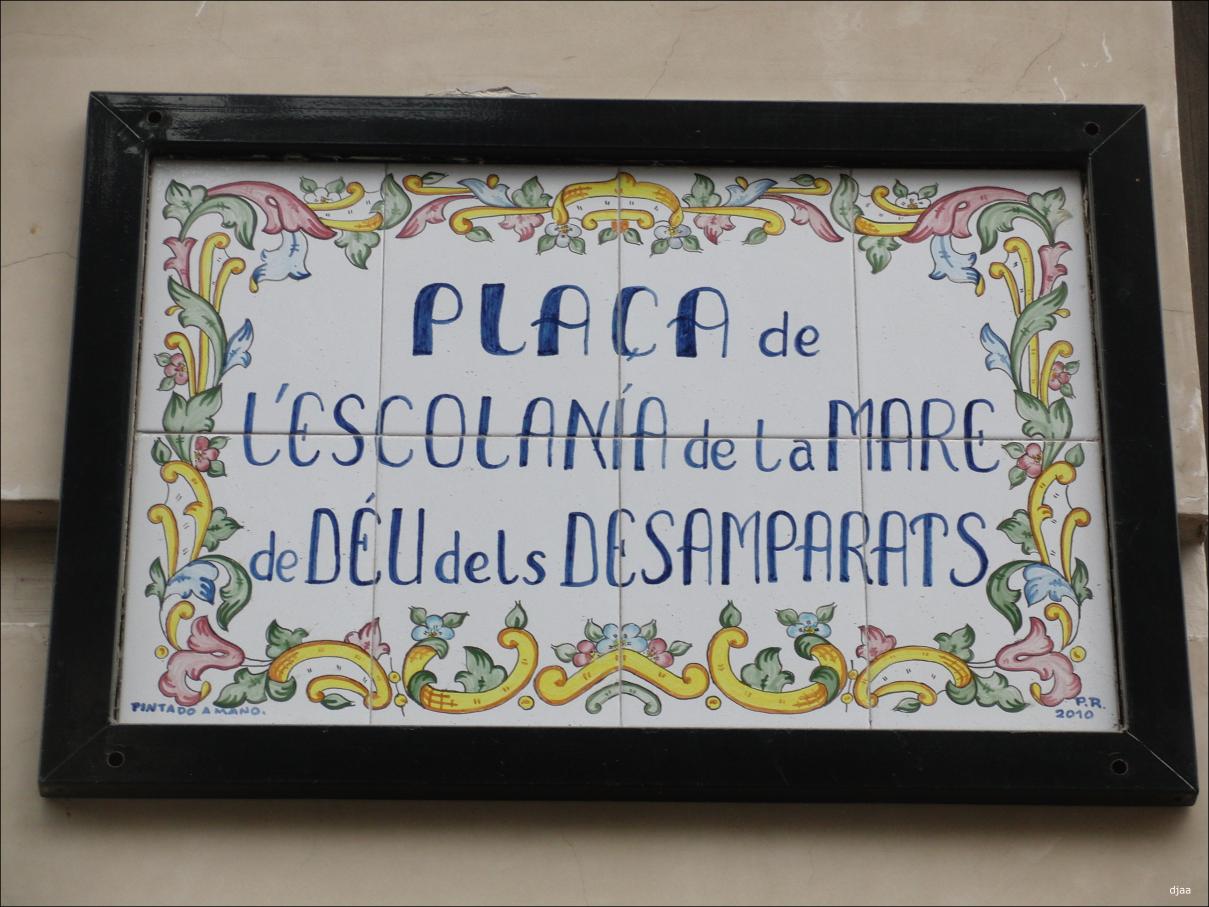 PLAÇA de
L'ESCOLANÍA de la MARE
de DÉU dels DESAMPARATS
PINTADO A MANO.
P.R.
2010
djaa